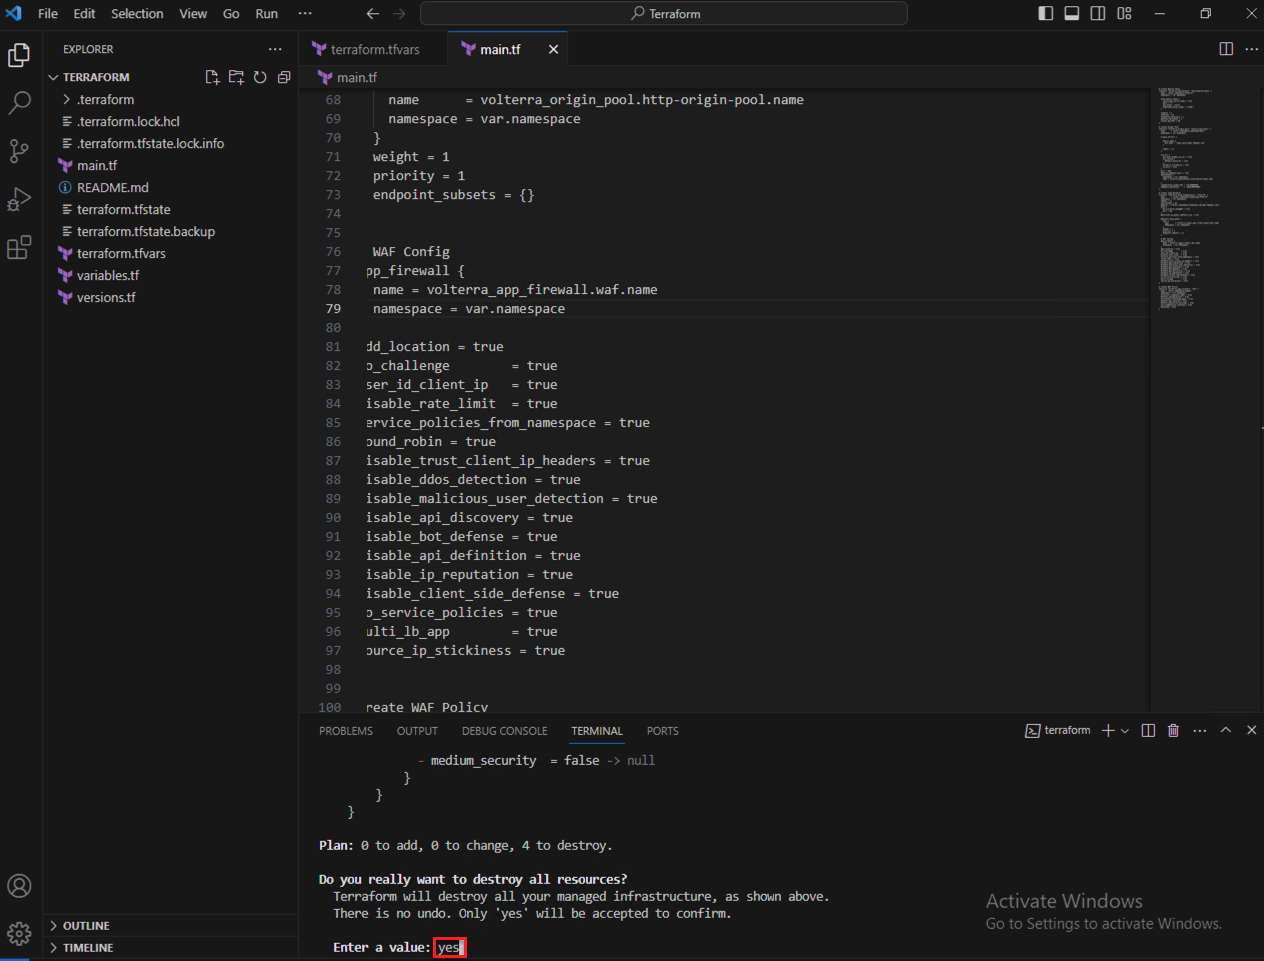 File Edit Selection View Go Run ···
Terraform
EXPLORER ···
TERRAFORM
.terraform
.terraform.lock.hcl
.terraform.tfstate.lock.info
main.tf
README.md
terraform.tfstate
terraform.tfstate.backup
terraform.tfvars
variables.tf
versions.tf
OUTLINE
TIMELINE
terraform.tfvars main.tf
main.tf
68 name = volterra_origin_pool.http-origin-pool.name
69 namespace = var.namespace
70 }
71 weight = 1
72 priority = 1
73 endpoint_subsets = {}
74
75
76 WAF Config
77 pp_firewall {
78 name = volterra_app_firewall.waf.name
79 namespace = var.namespace
80
81 dd_location = true
82 o_challenge = true
83 ser_id_client_ip = true
84 isable_rate_limit = true
85 ervice_policies_from_namespace = true
86 ound_robin = true
87 isable_trust_client_ip_headers = true
88 isable_ddos_detection = true
89 isable_malicious_user_detection = true
90 isable_api_discovery = true
91 isable_bot_defense = true
92 isable_api_definition = true
93 isable_ip_reputation = true
94 isable_client_side_defense = true
95 o_service_policies = true
96 ulti_lb_app = true
97 ource_ip_stickiness = true
98
99
100 reate WAF Policy
PROBLEMS OUTPUT DEBUG CONSOLE TERMINAL PORTS terraform
- medium_security = false -> null
}
}
}
Plan: 0 to add, 0 to change, 4 to destroy.
Do you really want to destroy all resources?
Terraform will destroy all your managed infrastructure, as shown above.
There is no undo. Only 'yes' will be accepted to confirm.
Enter a value: yes
Activate Windows
Go to Settings to activate Windows.